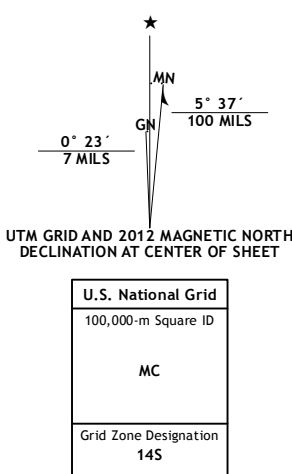 ★
MN
5° 37´
100 MILS
GN
0° 23´
7 MILS
UTM GRID AND 2012 MAGNETIC NORTH
DECLINATION AT CENTER OF SHEET
U.S. National Grid
100,000-m Square ID
MC
Grid Zone Designation
14S